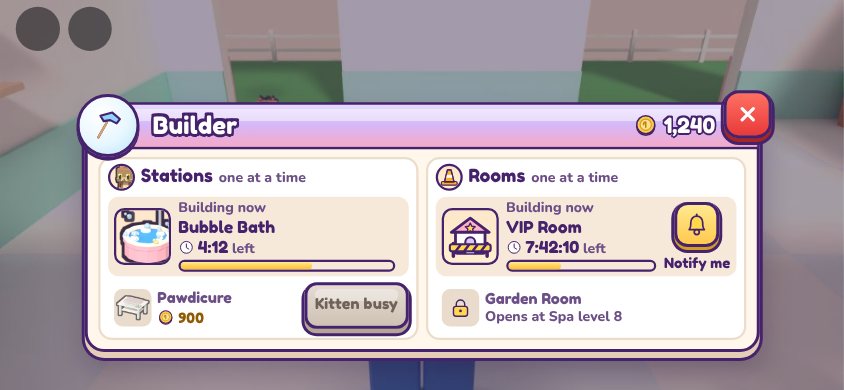 Builder
1,240
Stations one at a time
Building now
Bubble Bath
4:12 left
Pawdicure
900
Kitten busy
Rooms one at a time
Building now
VIP Room
7:42:10 left
Notify me
Garden Room
Opens at Spa level 8